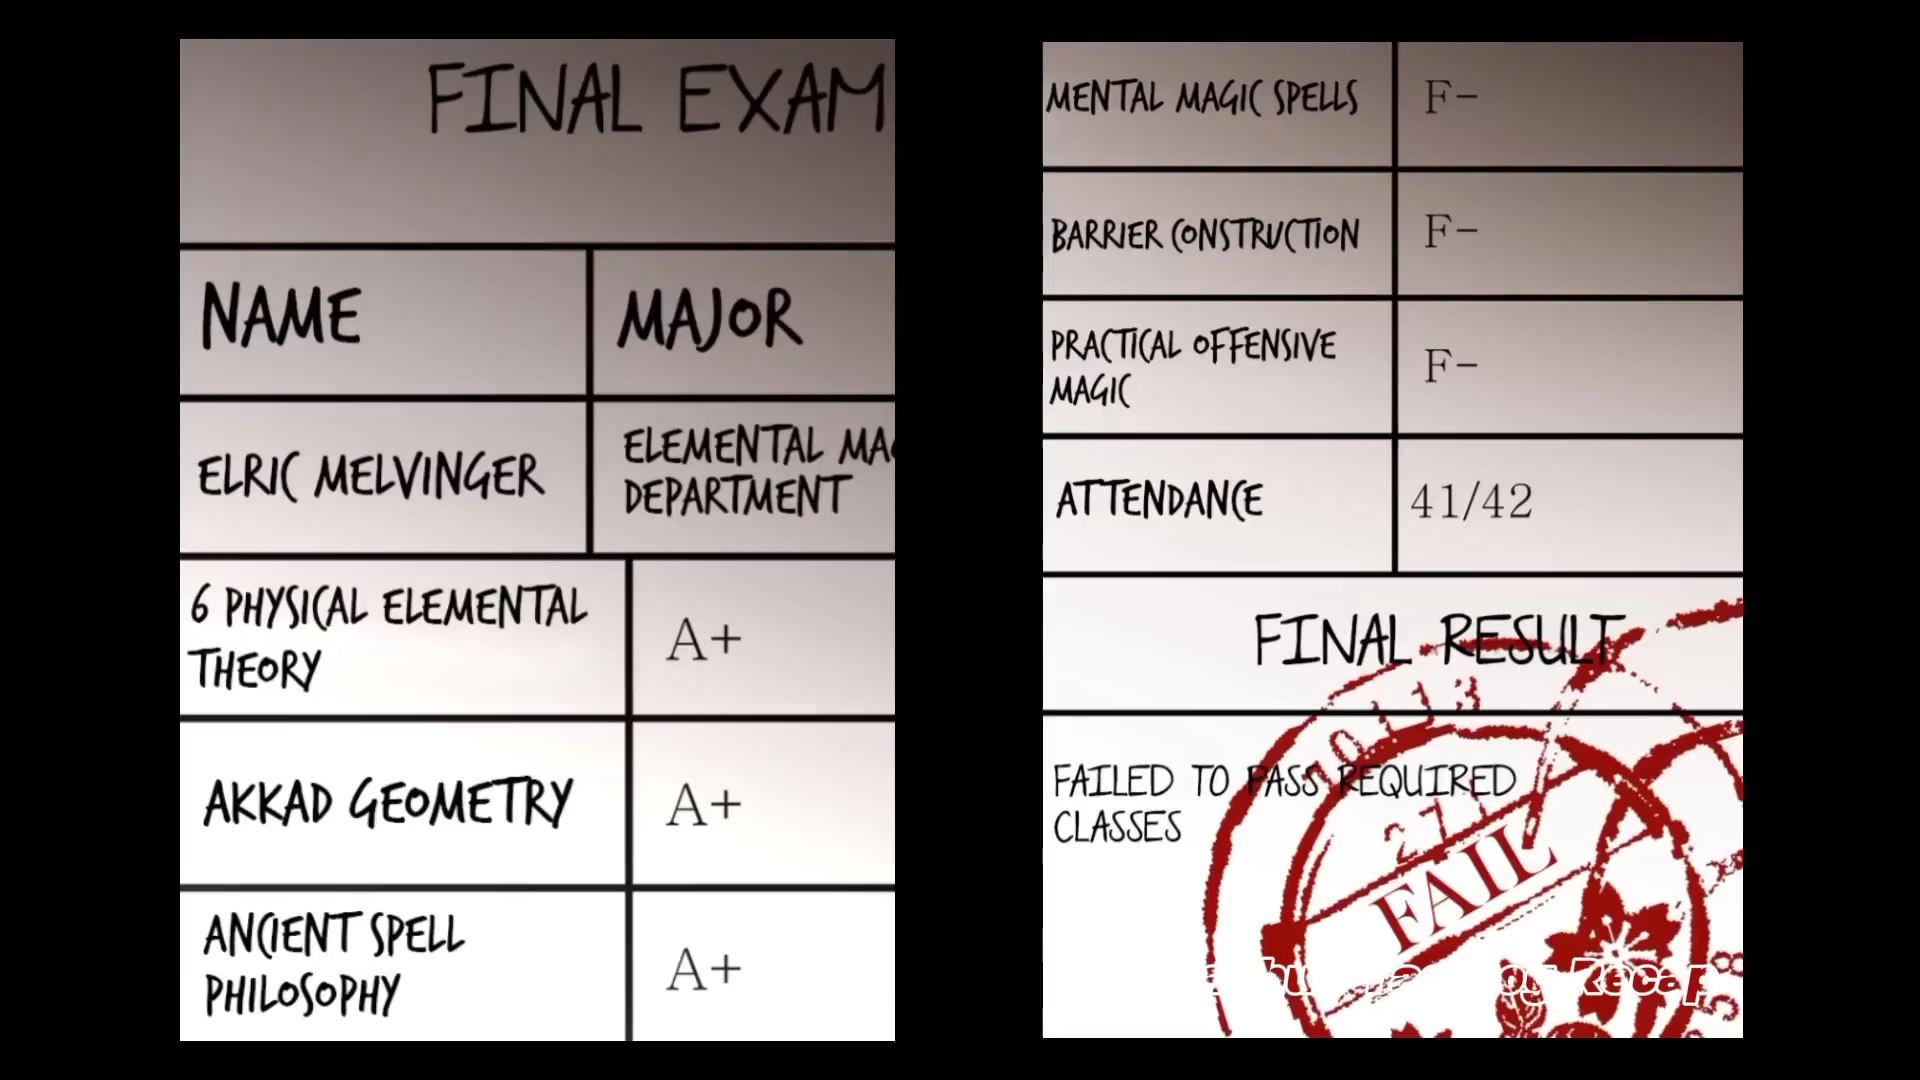 FINAL EXAM
NAME
MAJOR
ELRIC MELVINGER
ELEMENTAL
DEPARTMENT
6 PHYSICAL ELEMENTAL
THEORY
A+
AKKAD GEOMETRY
A+
ANCIENT SPELL
PHILOSOPHY
A+
MENTAL MAGIC SPELLS
F-
BARRIER CONSTRUCTION
F-
PRACTICAL OFFENSIVE
MAGIC
F-
ATTENDANCE
41/42
FINAL RESULT
FAILED TO PASS REQUIRED
CLASSES
FAIL
Recap